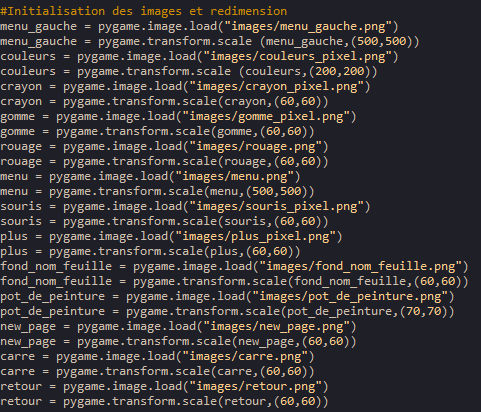 #Initialisation des images et redimension
menu_gauche = pygame.image.load("images/menu_gauche.png")
menu_gauche = pygame.transform.scale (menu_gauche,(500,500))
couleurs = pygame.image.load("images/couleurs_pixel.png")
couleurs = pygame.transform.scale (couleurs,(200,200))
crayon = pygame.image.load("images/crayon_pixel.png")
crayon = pygame.transform.scale(crayon,(60,60))
gomme = pygame.image.load("images/gomme_pixel.png")
gomme = pygame.transform.scale(gomme,(60,60))
rouage = pygame.image.load("images/rouage.png")
rouage = pygame.transform.scale(rouage,(60,60))
menu = pygame.image.load("images/menu.png")
menu = pygame.transform.scale(menu,(500,500))
souris = pygame.image.load("images/souris_pixel.png")
souris = pygame.transform.scale(souris,(60,60))
plus = pygame.image.load("images/plus_pixel.png")
plus = pygame.transform.scale(plus,(60,60))
fond_nom_feuille = pygame.image.load("images/fond_nom_feuille.png")
fond_nom_feuille = pygame.transform.scale(fond_nom_feuille,(60,60))
pot_de_peinture = pygame.image.load("images/pot_de_peinture.png")
pot_de_peinture = pygame.transform.scale(pot_de_peinture,(70,70))
new_page = pygame.image.load("images/new_page.png")
new_page = pygame.transform.scale(new_page,(60,60))
carre = pygame.image.load("images/carre.png")
carre = pygame.transform.scale(carre,(60,60))
retour = pygame.image.load("images/retour.png")
retour = pygame.transform.scale(retour,(60,60))